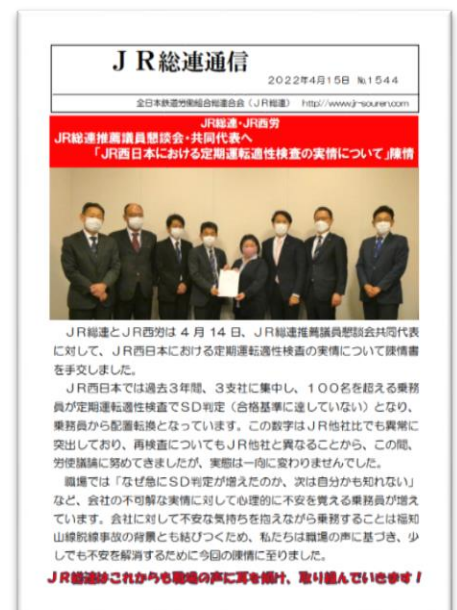 JR総連通信
2022年4月15日 №1544
全日本鉄道労働組合総連合会（JR総連） http//www.jr-souren.com
JR総連・JR西労
JR総連推薦議員懇談会・共同代表へ
「JR西日本における定期運転適性検査の実情について」陳情
JR総連とJR西労は4月14日、JR総連推薦議員懇談会共同代表
に対して、JR西日本における定期運転適性検査の実情について陳情書
を手交しました。
JR西日本では過去3年間、3支社に集中し、100名を超える乗務
員が定期運転適性検査でSD判定（合格基準に達していない）となり、
乗務員から配置転換となっています。この数字はJR他社比でも異常に
突出しており、再検査についてもJR他社と異なることから、この間、
労使議論に努めてきましたが、実態は一向に変わりませんでした。
職場では「なぜ急にSD判定が増えたのか、次は自分かも知れない」
など、会社の不可解な実情に対して心理的に不安を覚える乗務員が増え
ています。会社に対して不安な気持ちを抱えながら乗務することは福知
山線脱線事故の背景とも結びつくため、私たちは職場の声に基づき、少
しでも不安を解消するために今回の陳情に至りました。
JR総連はこれからも職場の声に耳を傾け、取り組んでいきます！